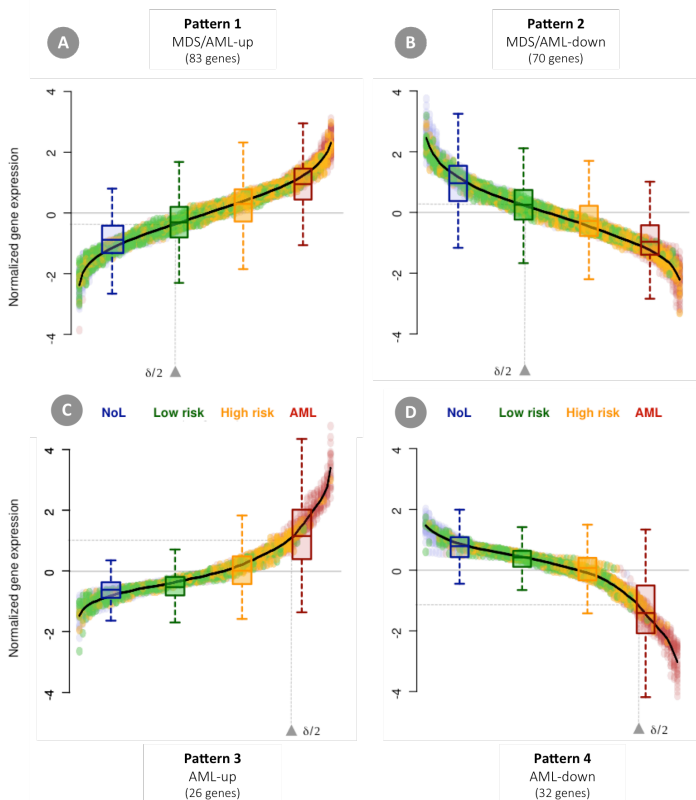 Pattern 1
MDS/AML-up
(83 genes)
Pattern 2
MDS/AML-down
(70 genes)
A
B
Normalized gene expression
4
2
0
-2
-4
δ/2
4
2
0
-2
-4
δ/2
C
NoL
Low risk
High risk
AML
D
NoL
Low risk
High risk
AML
Normalized gene expression
4
2
0
-2
-4
δ/2
4
2
0
-2
-4
δ/2
Pattern 3
AML-up
(26 genes)
Pattern 4
AML-down
(32 genes)